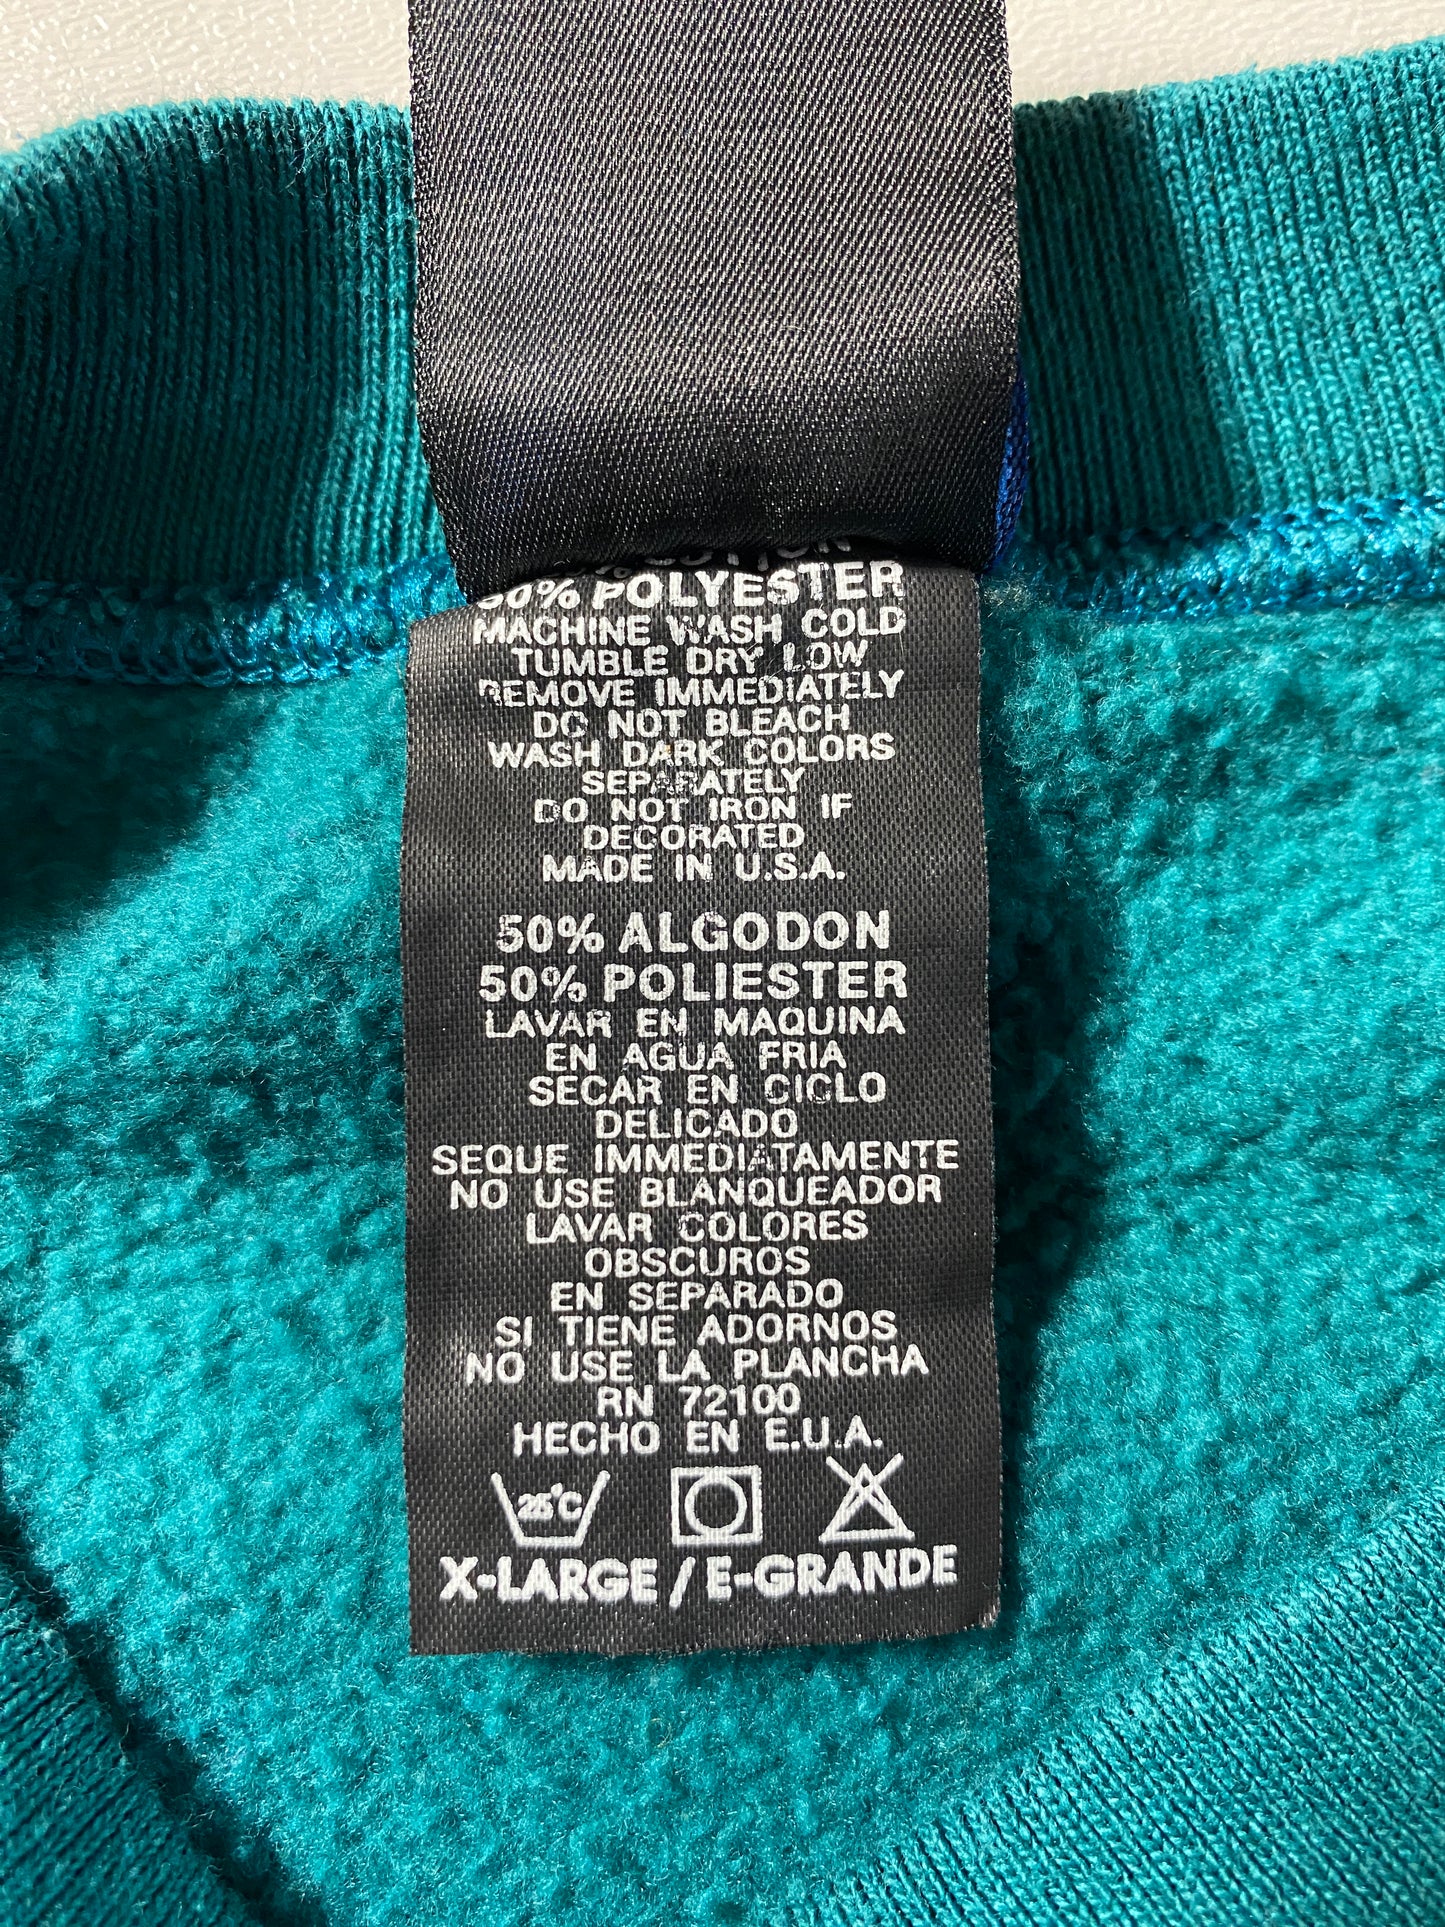 50% POLYESTER
MACHINE WASH COLD
TUMBLE DRY LOW
REMOVE IMMEDIATELY
DO NOT BLEACH
WASH DARK COLORS
SEPARATELY
DO NOT IRON IF
DECORATED
MADE IN U.S.A.
50% ALGODON
50% POLIESTER
LAVAR EN MAQUINA
EN AGUA FRIA
SECAR EN CICLO
DELICADO
SEQUE IMMEDIATAMENTE
NO USE BLANQUEADOR
LAVAR COLORES
OBSCUROS
EN SEPARADO
SI TIENE ADORNOS
NO USE LA PLANCHA
RN 72100
HECHO EN E.U.A.
25°C
X-LARGE / E-GRANDE